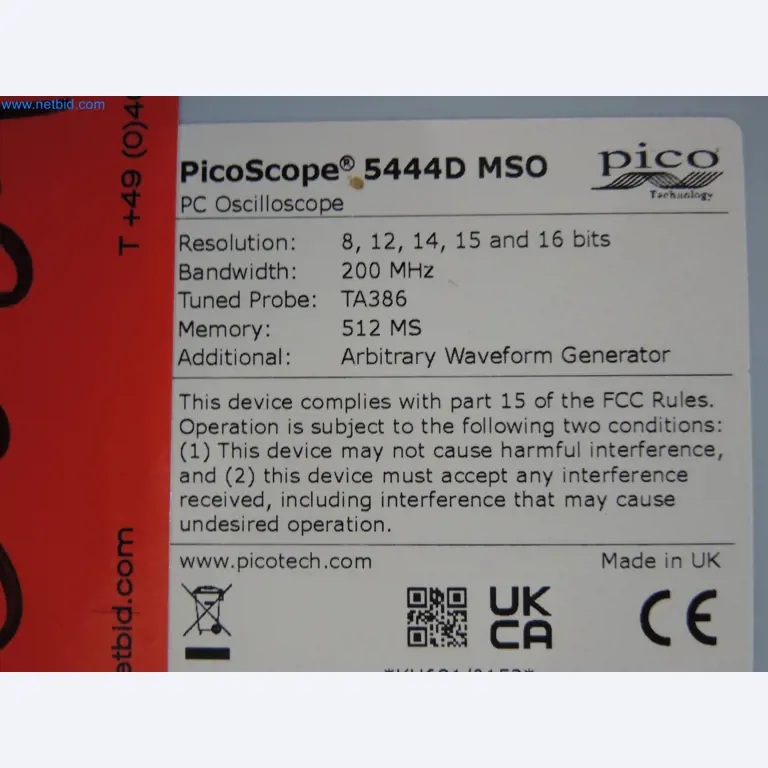 www.netbid.com
T +49 (0)4
etbid.com
PicoScope® 5444D MSO
pico
Technology
PC Oscilloscope
Resolution: 8, 12, 14, 15 and 16 bits
Bandwidth: 200 MHz
Tuned Probe: TA386
Memory: 512 MS
Additional: Arbitrary Waveform Generator
This device complies with part 15 of the FCC Rules.
Operation is subject to the following two conditions:
(1) This device may not cause harmful interference,
and (2) this device must accept any interference
received, including interference that may cause
undesired operation.
www.picotech.com Made in UK
UK
CA
CE